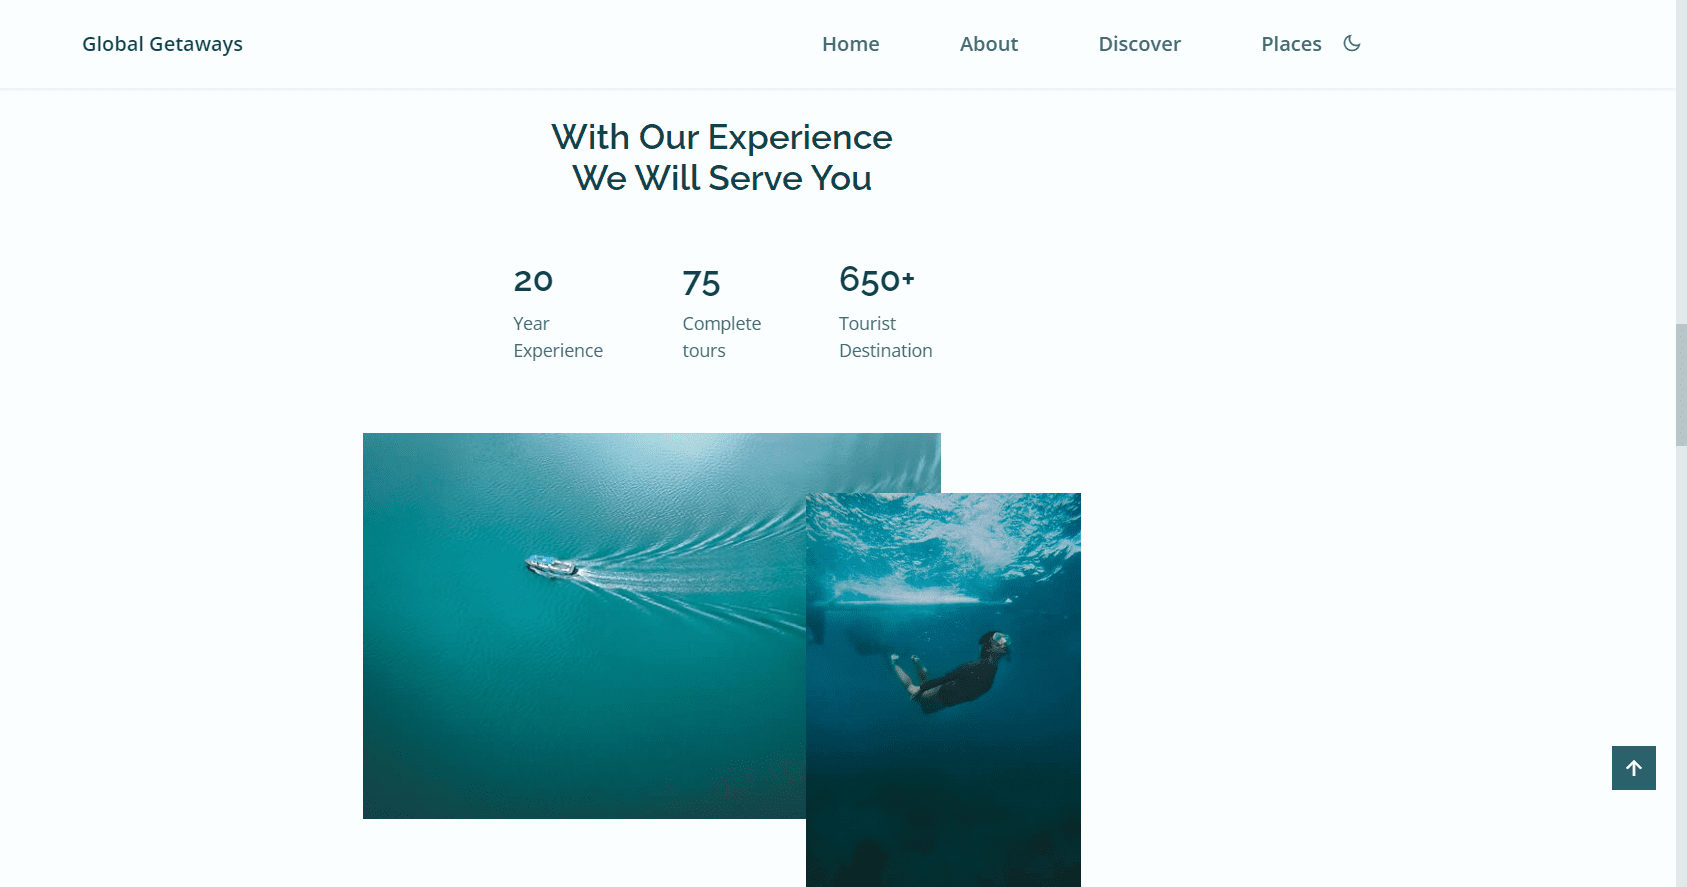 Global Getaways
Home About Discover Places
With Our Experience
We Will Serve You
20 75 650+
Year Complete Tourist
Experience tours Destination